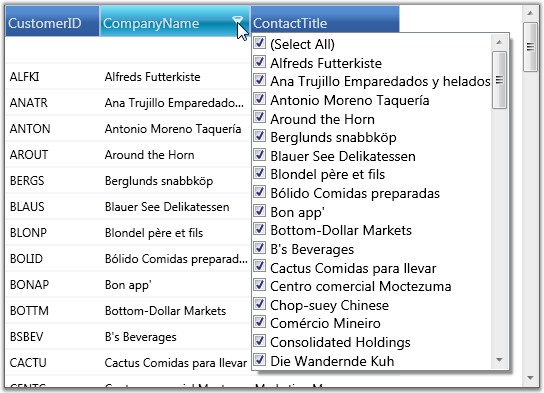 CustomerID CompanyName ContactTitle
(Select All)
Alfreds Futterkiste
Ana Trujillo Emparedados y helados
Antonio Moreno Taquería
Around the Horn
Berglunds snabbköp
Blauer See Delikatessen
Blondel père et fils
Bólido Comidas preparadas
Bon app'
Bottom-Dollar Markets
B's Beverages
Cactus Comidas para llevar
Centro comercial Moctezuma
Chop-suey Chinese
Comércio Mineiro
Consolidated Holdings
Die Wandernde Kuh
ALFKI Alfreds Futterkiste
ANATR Ana Trujillo Emparedado...
ANTON Antonio Moreno Taquería
AROUT Around the Horn
BERGS Berglunds snabbköp
BLAUS Blauer See Delikatessen
BLONP Blondel père et fils
BOLID Bólido Comidas preparad...
BONAP Bon app'
BOTTM Bottom-Dollar Markets
BSBEV B's Beverages
CACTU Cactus Comidas para llevar